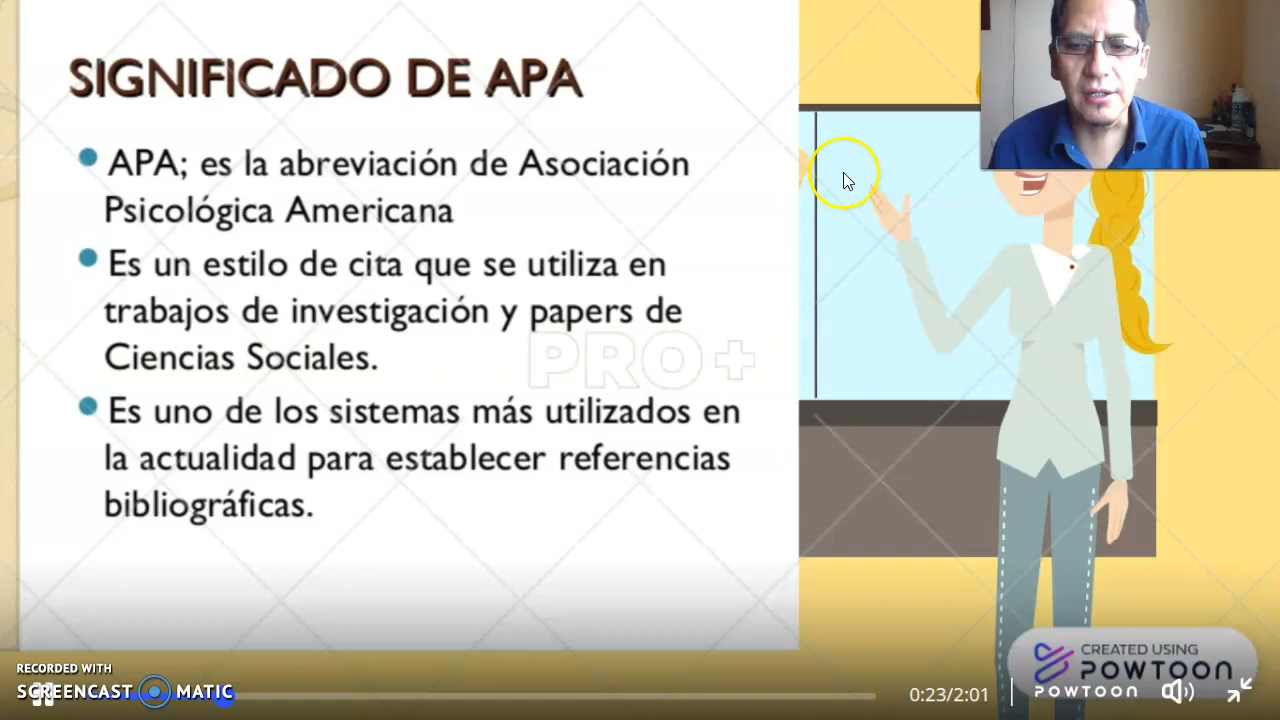 SIGNIFICADO DE APA
APA; es la abreviación de Asociación
Psicológica Americana
Es un estilo de cita que se utiliza en
trabajos de investigación y papers de
Ciencias Sociales.
PRO+
Es uno de los sistemas más utilizados en
la actualidad para establecer referencias
bibliográficas.
CREATED USING
POWTOON
RECORDED WITH
SCREENCAST MATIC
0:23/2:01
POWTOON